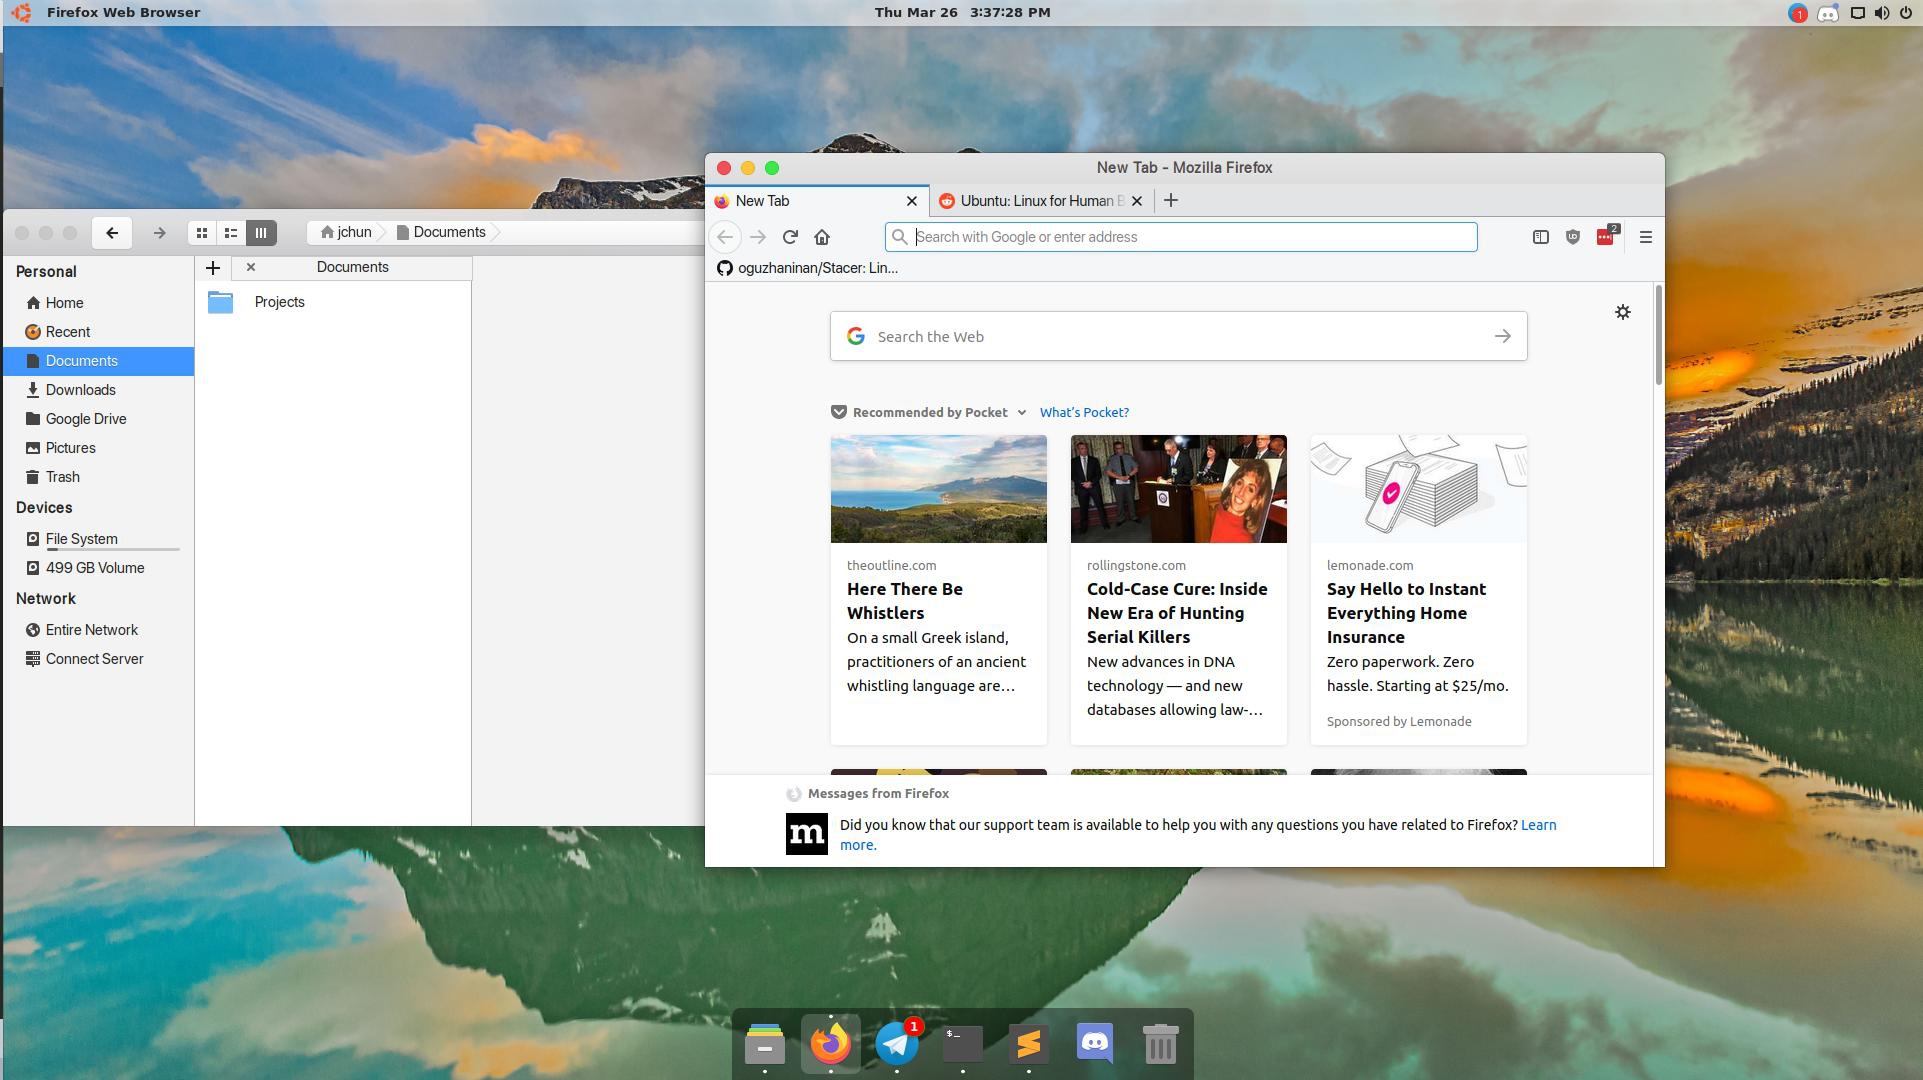 Firefox Web Browser
Thu Mar 26 3:37:28 PM
1
jchun
Documents
Personal
Home
Recent
Documents
Downloads
Google Drive
Pictures
Trash
Devices
File System
499 GB Volume
Network
Entire Network
Connect Server
Documents
Projects
New Tab - Mozilla Firefox
New Tab
Ubuntu: Linux for Human B
Search with Google or enter address
2
oguzhaninan/Stacer: Lin...
Search the Web
Recommended by Pocket
What's Pocket?
theoutline.com
Here There Be
Whistlers
On a small Greek island,
practitioners of an ancient
whistling language are…
rollingstone.com
Cold-Case Cure: Inside
New Era of Hunting
Serial Killers
New advances in DNA
technology — and new
databases allowing law-…
lemonade.com
Say Hello to Instant
Everything Home
Insurance
Zero paperwork. Zero
hassle. Starting at $25/mo.
Sponsored by Lemonade
Messages from Firefox
m
Did you know that our support team is available to help you with any questions you have related to Firefox? Learn
more.
1
$_